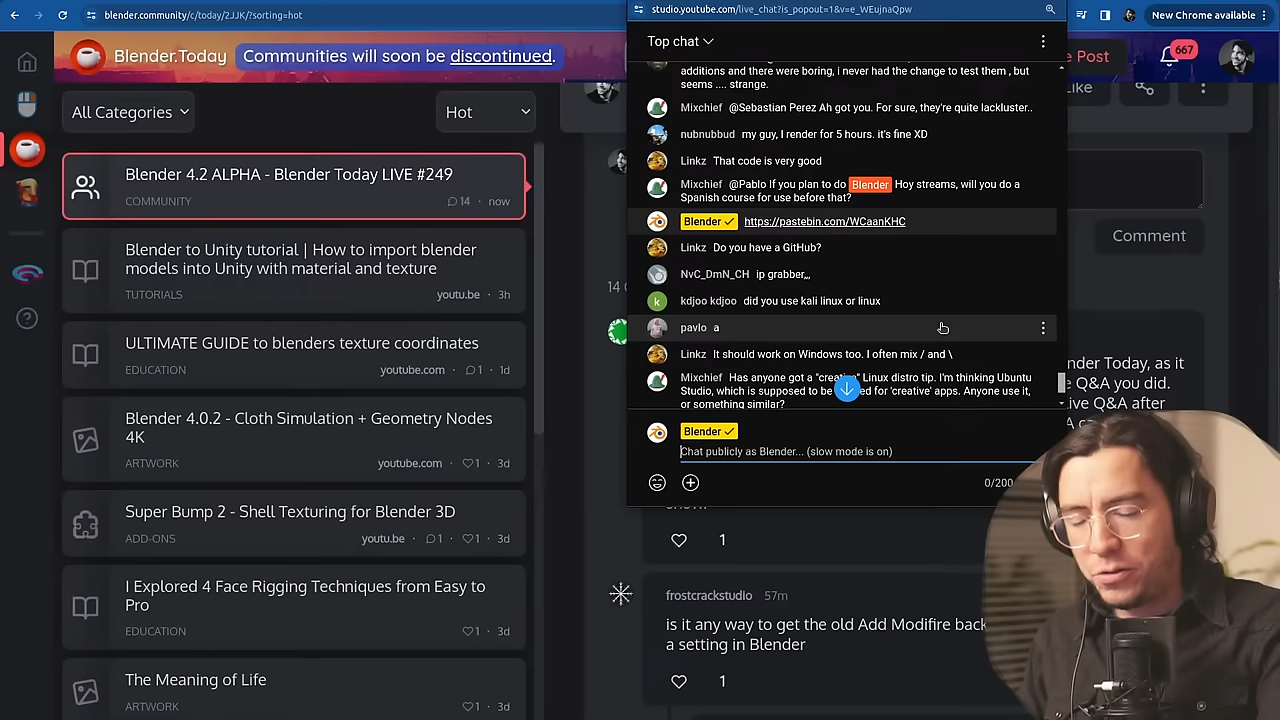 blender.community/c/today/2JJK/?sorting=hot
studio.youtube.com/live_chat?is_popout=1&v=e_WEujnaQpw
New Chrome available
Blender.Today
Communities will soon be discontinued.
Post
667
All Categories
Hot
Like
Blender 4.2 ALPHA - Blender Today LIVE #249
COMMUNITY
14 · now
Blender to Unity tutorial | How to import blender
models into Unity with material and texture
TUTORIALS
youtu.be · 3h
ULTIMATE GUIDE to blenders texture coordinates
EDUCATION
youtube.com · 1 · 1d
Blender 4.0.2 - Cloth Simulation + Geometry Nodes
4K
ARTWORK
youtube.com · 1 · 3d
Super Bump 2 - Shell Texturing for Blender 3D
ADD-ONS
youtu.be · 1 · 1 · 3d
I Explored 4 Face Rigging Techniques from Easy to
Pro
EDUCATION
1 · 3d
The Meaning of Life
ARTWORK
1 · 3d
Top chat
additions and there were boring, i never had the change to test them , but
seems .... strange.
Mixchief @Sebastian Perez Ah got you. For sure, they're quite lackluster..
nubnubbud my guy, I render for 5 hours. it's fine XD
Linkz That code is very good
Mixchief @Pablo If you plan to do Blender Hoy streams, will you do a
Spanish course for use before that?
Blender https://pastebin.com/WCaanKHC
Linkz Do you have a GitHub?
NvC_DmN_CH ip grabber,,,
k
kdjoo kdjoo did you use kali linux or linux
pavlo a
Linkz It should work on Windows too. I often mix / and \
Mixchief Has anyone got a "creative" Linux distro tip. I'm thinking Ubuntu
Studio, which is supposed to be for 'creative' apps. Anyone use it,
or something similar?
Blender
Chat publicly as Blender... (slow mode is on)
0/200
Comment
14
nder Today, as it
Q&A you did.
ive Q&A after
1
frostcrackstudio 57m
is it any way to get the old Add Modifire back
a setting in Blender
1